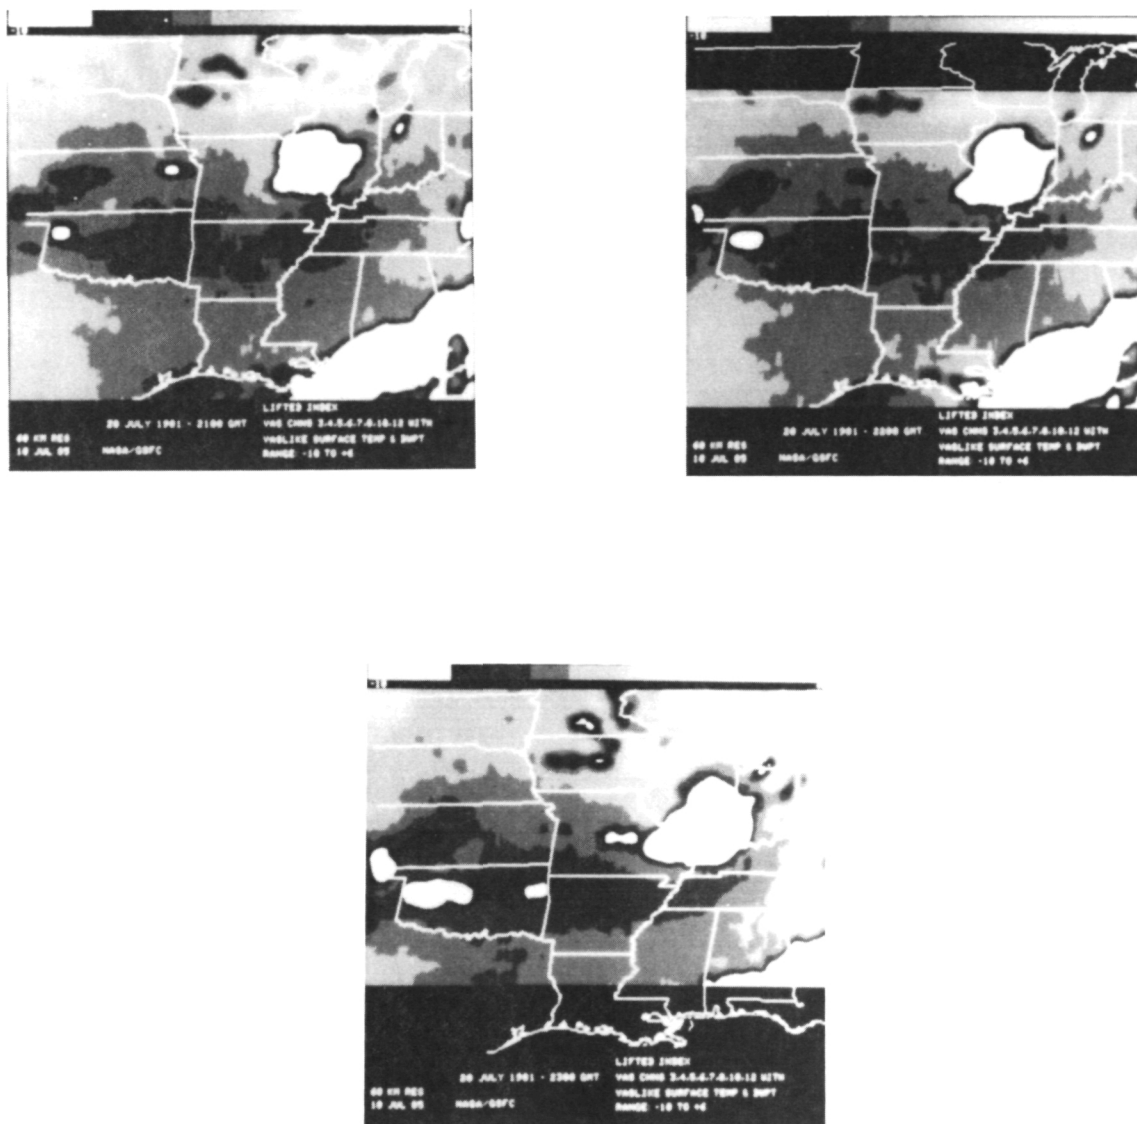 -10 +6
LIFTED INDEX
20 JULY 1981 - 2100 GMT VAS CHNS 3-4-5-6-7-8-10-12 WITH
60 KM RES VASLIKE SURFACE TEMP & DWPT
10 JUL 85 NASA/GSFC RANGE: -10 TO +6
-10
LIFTED INDEX
20 JULY 1981 - 2200 GMT VAS CHNS 3-4-5-6-7-8-10-12 WITH
60 KM RES VASLIKE SURFACE TEMP & DWPT
10 JUL 85 NASA/GSFC RANGE: -10 TO +6
-10
LIFTED INDEX
20 JULY 1981 - 2300 GMT VAS CHNS 3-4-5-6-7-8-10-12 WITH
60 KM RES VASLIKE SURFACE TEMP & DWPT
10 JUL 85 NASA/GSFC RANGE: -10 TO +6